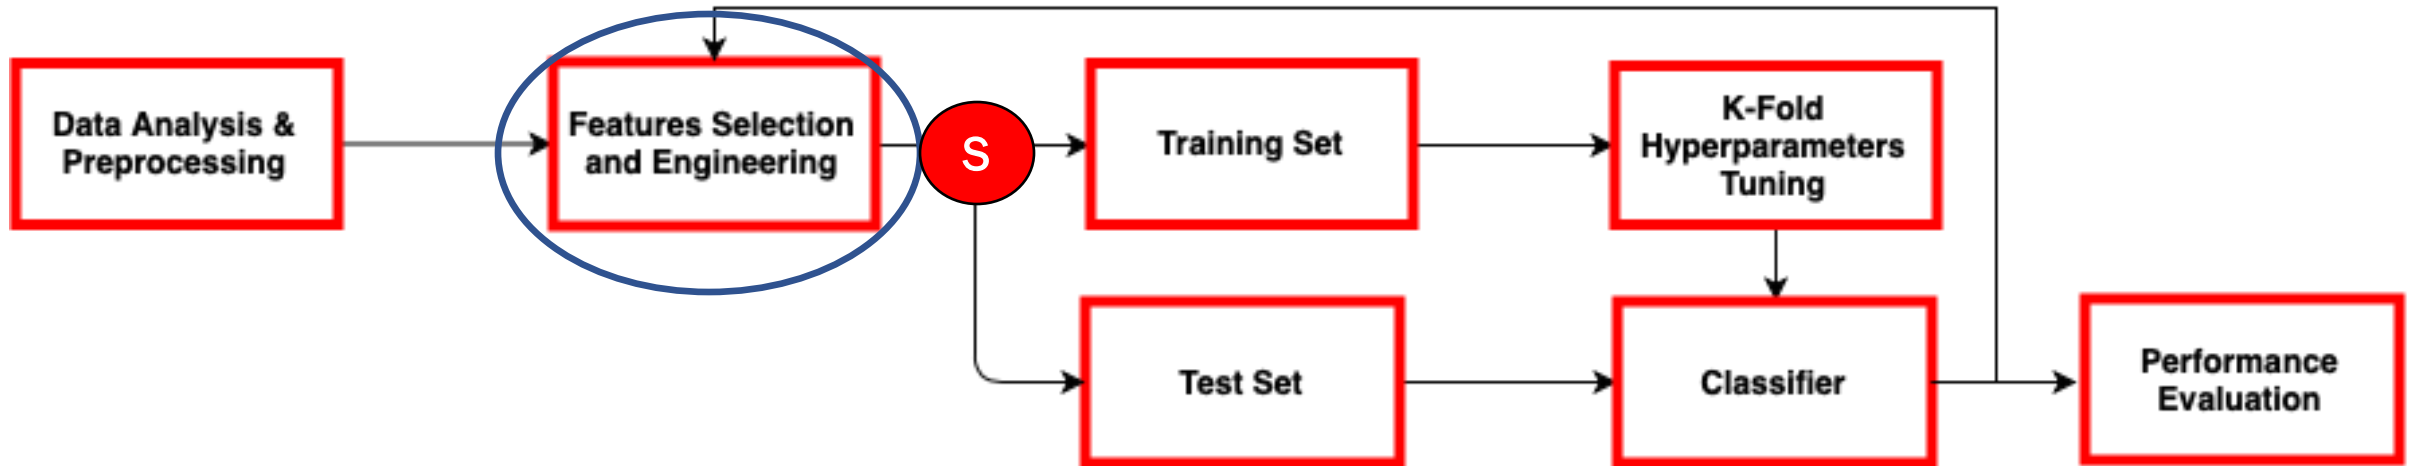 Data Analysis &
Preprocessing
Features Selection
and Engineering
S
Training Set
K-Fold
Hyperparameters
Tuning
Test Set
Classifier
Performance
Evaluation